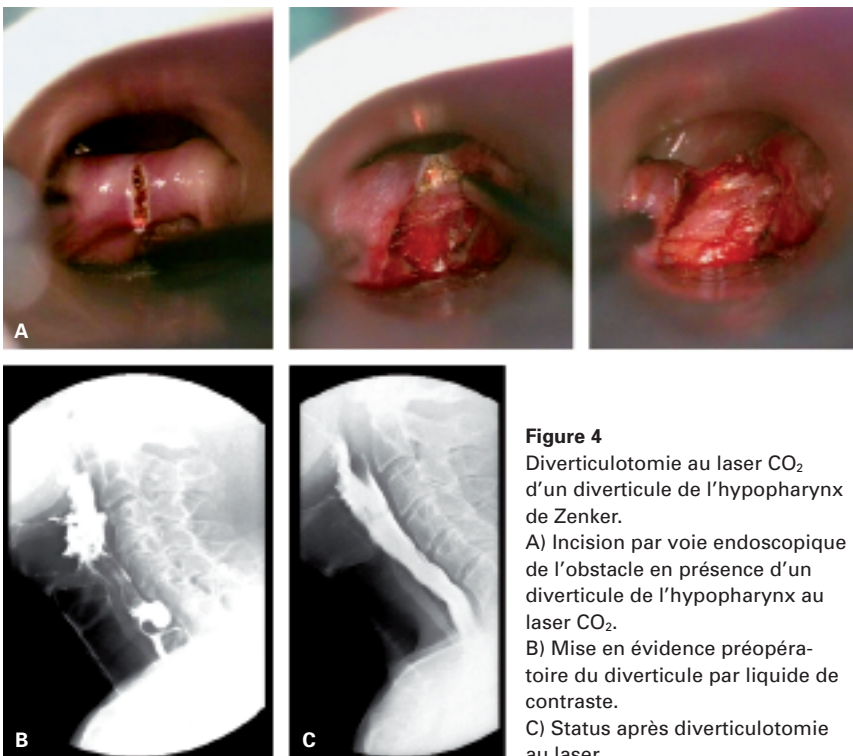 A
B
C
Figure 4
Diverticulotomie au laser CO₂
d'un diverticule de l'hypopharynx
de Zenker.
A) Incision par voie endoscopique
de l'obstacle en présence d'un
diverticule de l'hypopharynx au
laser CO₂.
B) Mise en évidence préopéra-
toire du diverticule par liquide de
contraste.
C) Status après diverticulotomie
au laser.